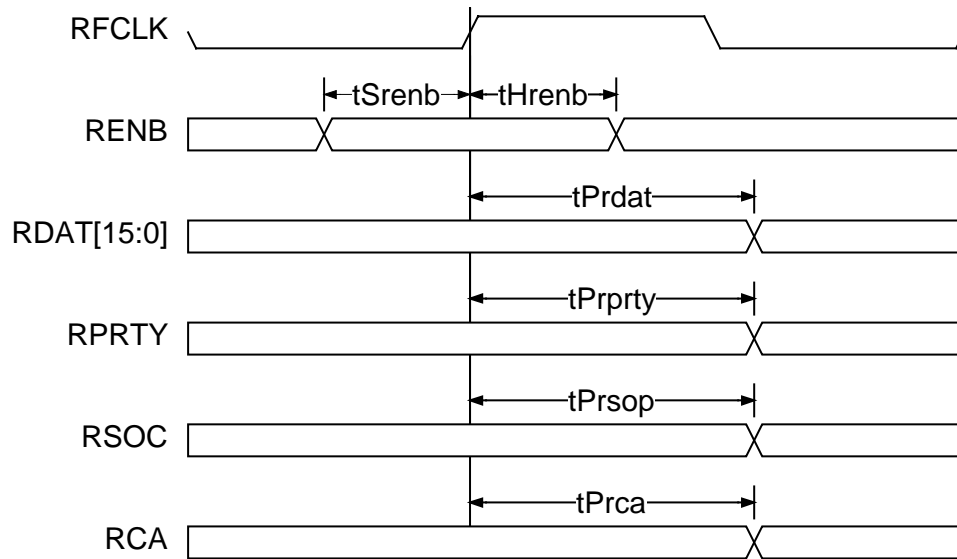 RFCLK
tSrenb tHrenb
RENB
tPrdat
RDAT[15:0]
tPrprty
RPRTY
tPrsop
RSOC
tPrca
RCA